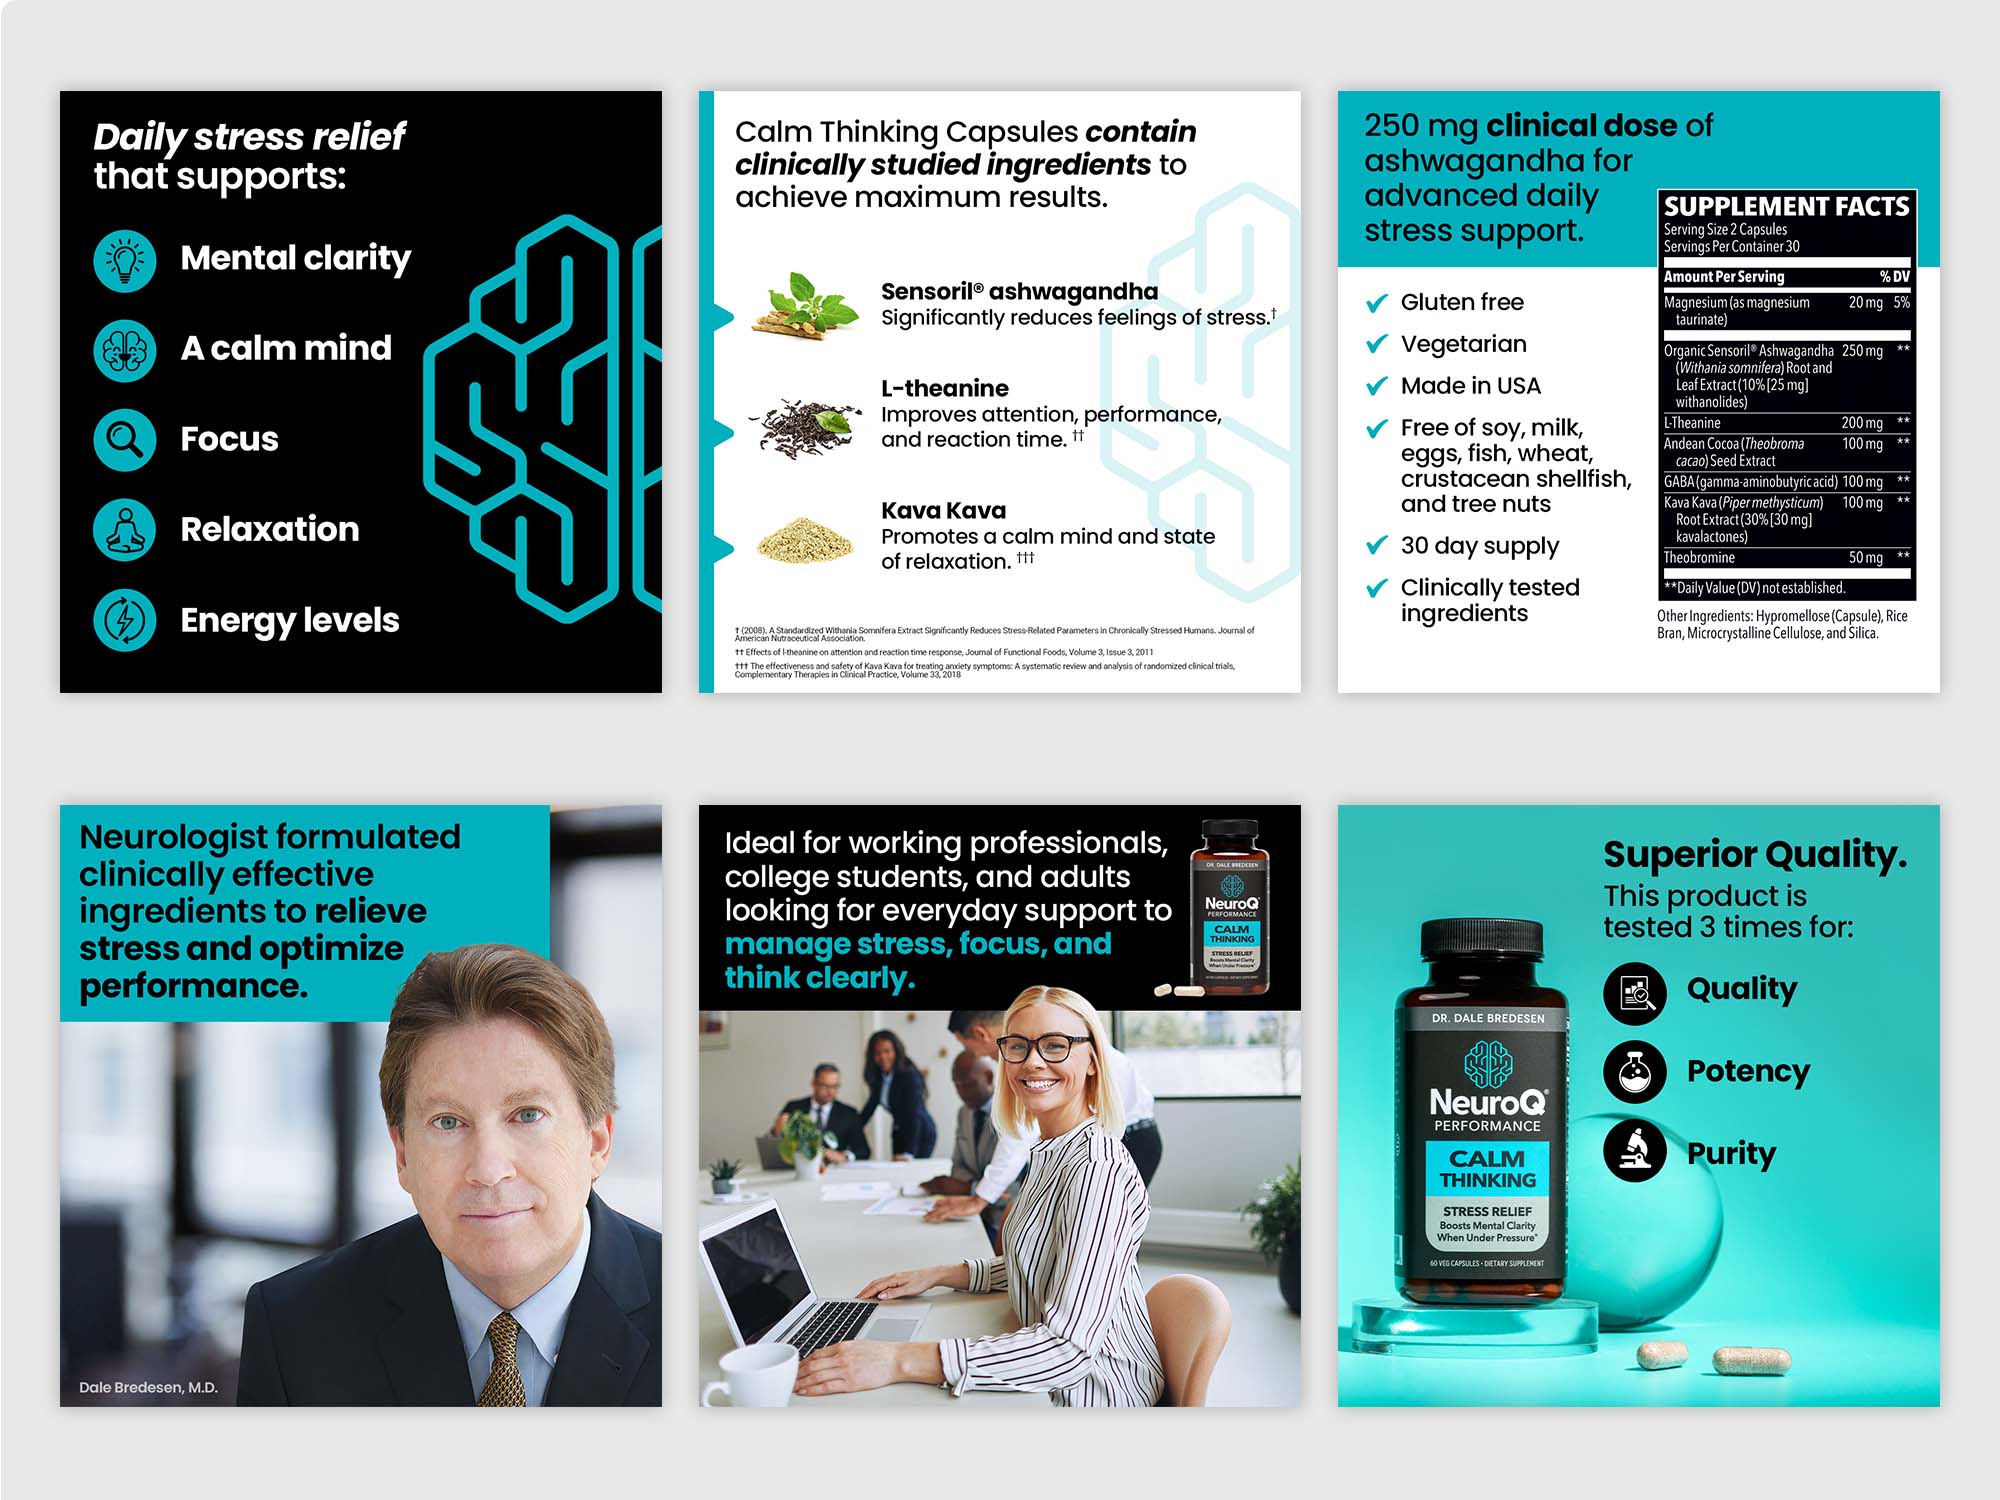 Daily stress relief
that supports:
Mental clarity
A calm mind
Focus
Relaxation
Energy levels
Calm Thinking Capsules contain
clinically studied ingredients to
achieve maximum results.
Sensoril® ashwagandha
Significantly reduces feelings of stress.†
L-theanine
Improves attention, performance,
and reaction time. ††
Kava Kava
Promotes a calm mind and state
of relaxation. †††
† (2008). A Standardized Withania Somnifera Extract Significantly Reduces Stress-Related Parameters in Chronically Stressed Humans. Journal of
American Nutraceutical Association.
†† Effects of l-theanine on attention and reaction time response, Journal of Functional Foods, Volume 3, Issue 3, 2011
††† The effectiveness and safety of Kava Kava for treating anxiety symptoms: A systematic review and analysis of randomized clinical trials,
Complementary Therapies in Clinical Practice, Volume 33, 2018
250 mg clinical dose of
ashwagandha for
advanced daily
stress support.
Gluten free
Vegetarian
Made in USA
Free of soy, milk,
eggs, fish, wheat,
crustacean shellfish,
and tree nuts
30 day supply
Clinically tested
ingredients
SUPPLEMENT FACTS
Serving Size 2 Capsules
Servings Per Container 30
Amount Per Serving % DV
Magnesium (as magnesium 20 mg 5%
taurinate)
Organic Sensoril® Ashwagandha 250 mg **
(Withania somnifera) Root and
Leaf Extract (10% [25 mg]
withanolides)
L-Theanine 200 mg **
Andean Cocoa (Theobroma 100 mg **
cacao) Seed Extract
GABA (gamma-aminobutyric acid) 100 mg **
Kava Kava (Piper methysticum) 100 mg **
Root Extract (30% [30 mg]
kavalactones)
Theobromine 50 mg **
**Daily Value (DV) not established.
Other Ingredients: Hypromellose (Capsule), Rice
Bran, Microcrystalline Cellulose, and Silica.
Neurologist formulated
clinically effective
ingredients to relieve
stress and optimize
performance.
Dale Bredesen, M.D.
Ideal for working professionals,
college students, and adults
looking for everyday support to
manage stress, focus, and
think clearly.
DR. DALE BREDESEN
NeuroQ
PERFORMANCE
CALM
THINKING
STRESS RELIEF
Boosts Mental Clarity
When Under Pressure*
60 VEG CAPSULES • DIETARY SUPPLEMENT
Superior Quality.
This product is
tested 3 times for:
Quality
Potency
Purity
DR. DALE BREDESEN
NeuroQ®
PERFORMANCE
CALM
THINKING
STRESS RELIEF
Boosts Mental Clarity
When Under Pressure*
60 VEG CAPSULES • DIETARY SUPPLEMENT